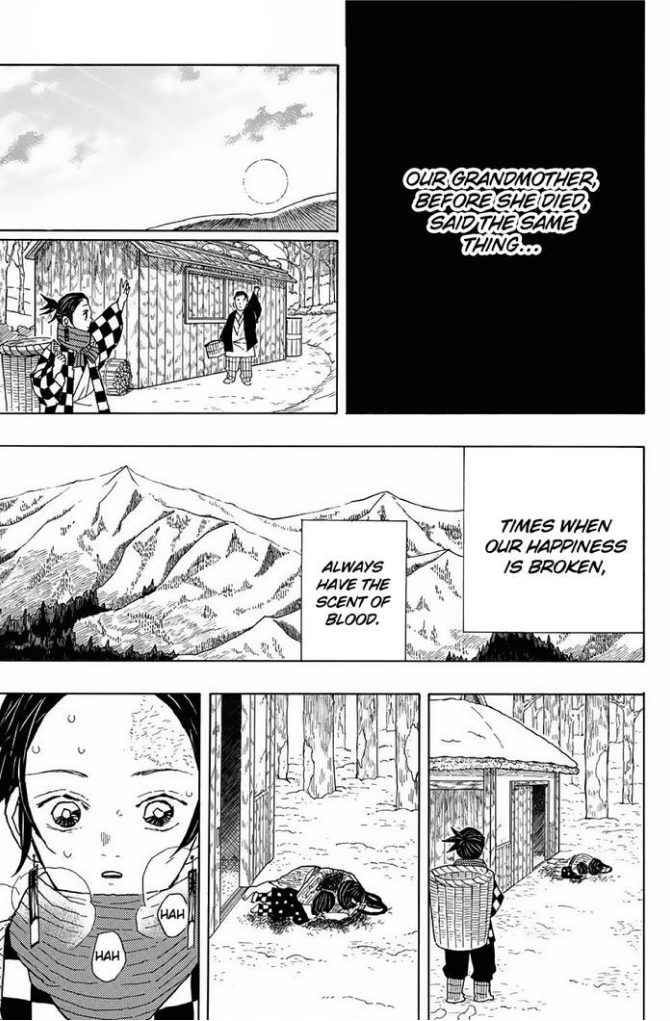 OUR GRANDMOTHER,
BEFORE SHE DIED,
SAID THE SAME
THING...
TIMES WHEN
OUR HAPPINESS
IS BROKEN,
ALWAYS
HAVE THE
SCENT OF
BLOOD.
HAH
HAH